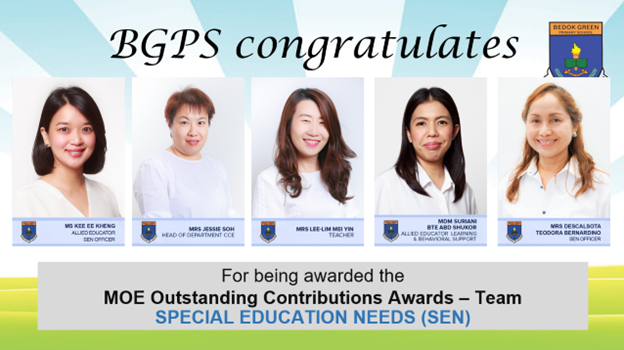 BGPS congratulates
BEDOK GREEN
PRIMARY SCHOOL
MS KEE EE KHENG
ALLIED EDUCATOR
SEN OFFICER
MRS JESSIE SOH
HEAD OF DEPARTMENT CCE
MRS LEE-LIM MEI YIN
TEACHER
MDM SURIANI
BTE ABD SHUKOR
ALLIED EDUCATOR LEARNING
& BEHAVIORAL SUPPORT
MRS DESCALSOTA
TEODORA BERNARDINO
SEN OFFICER
For being awarded the
MOE Outstanding Contributions Awards – Team
SPECIAL EDUCATION NEEDS (SEN)